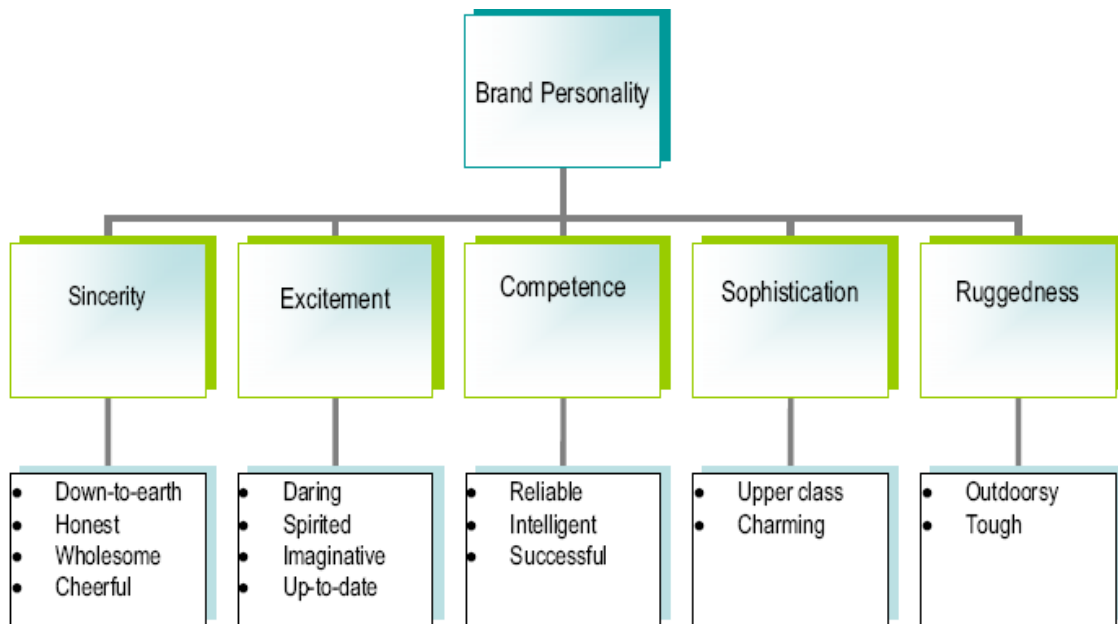 Brand Personality
Sincerity
Excitement
Competence
Sophistication
Ruggedness
• Down-to-earth
• Honest
• Wholesome
• Cheerful
• Daring
• Spirited
• Imaginative
• Up-to-date
• Reliable
• Intelligent
• Successful
• Upper class
• Charming
• Outdoorsy
• Tough